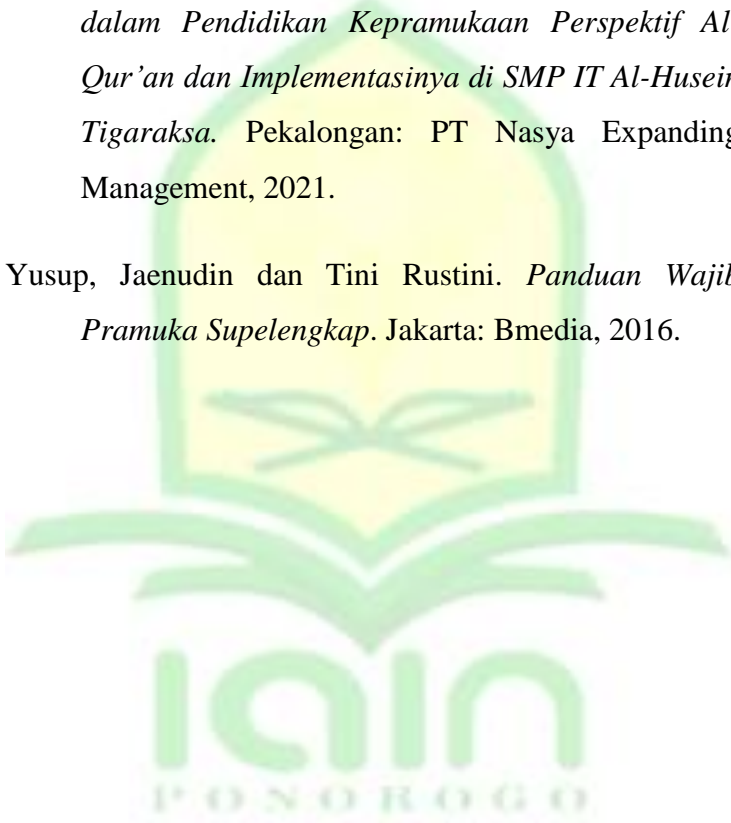 dalam Pendidikan Kepramukaan Perspektif Al-
Qur’an dan Implementasinya di SMP IT Al-Husein
Tigaraksa. Pekalongan: PT Nasya Expanding
Management, 2021.
Yusup, Jaenudin dan Tini Rustini. Panduan Wajib
Pramuka Supelengkap. Jakarta: Bmedia, 2016.
iain
PONOROGO